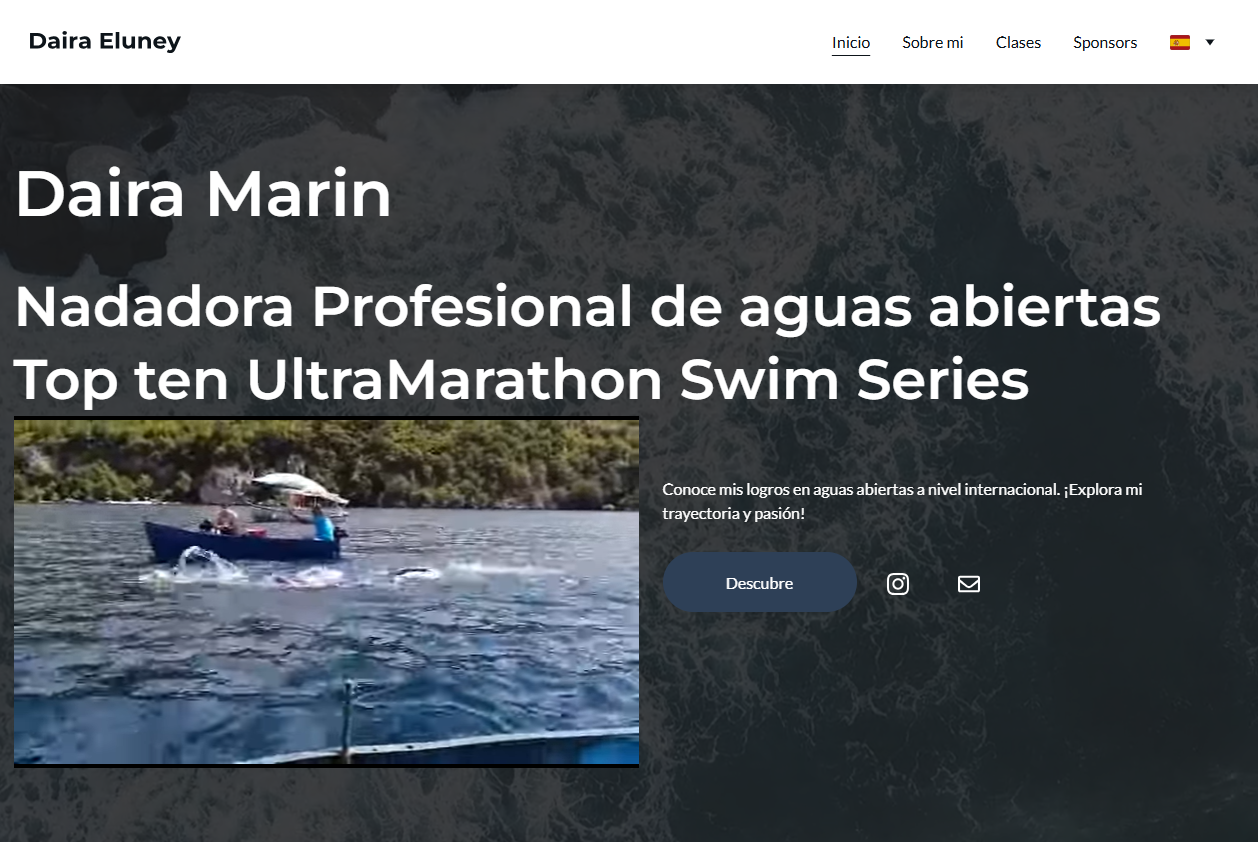 Daira Eluney
Inicio
Sobre mi
Clases
Sponsors
Daira Marin
Nadadora Profesional de aguas abiertas
Top ten UltraMarathon Swim Series
Conoce mis logros en aguas abiertas a nivel internacional. ¡Explora mi
trayectoria y pasión!
Descubre